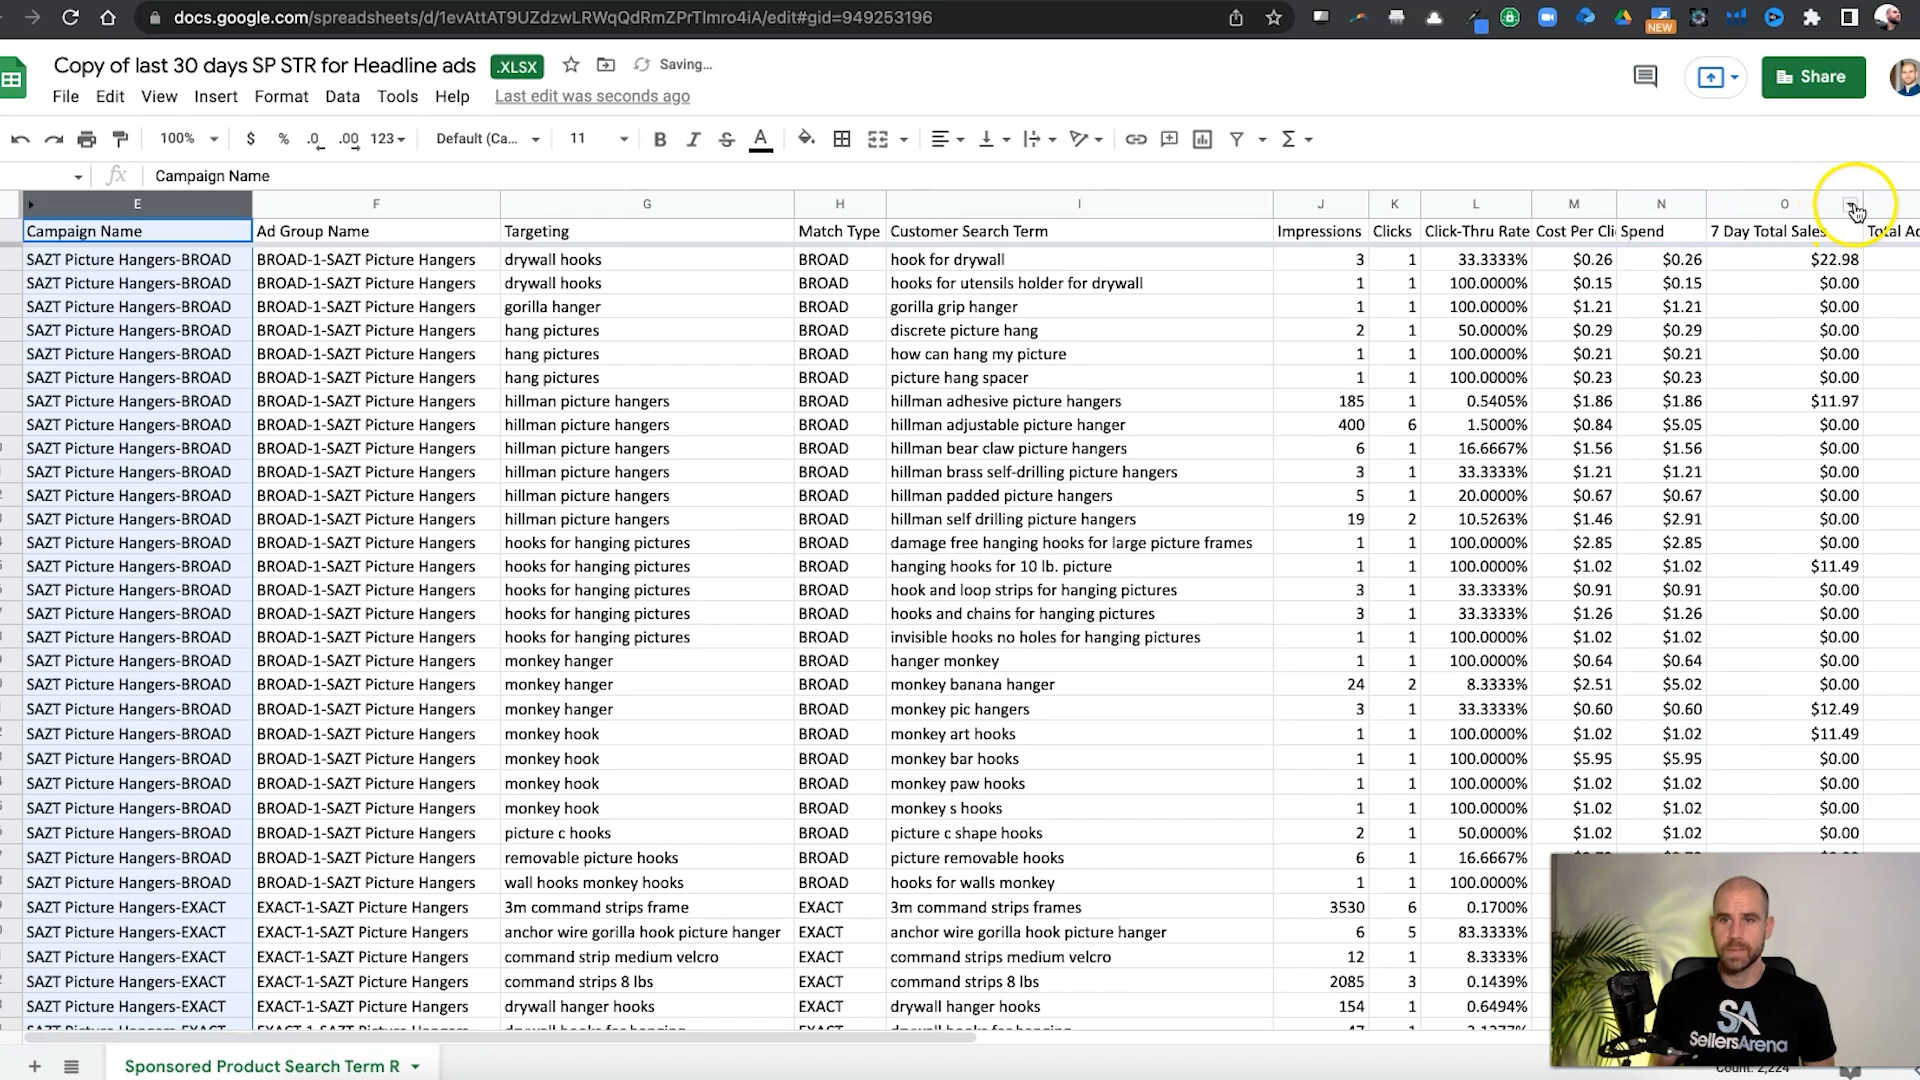 docs.google.com/spreadsheets/d/1evAttAT9UZdzwLRWqQdRmZPrTlmro4iA/edit#gid=949253196
NEW
Copy of last 30 days SP STR for Headline ads .XLSX Saving…
Share
File Edit View Insert Format Data Tools Help Last edit was seconds ago
100% $ % .0 .00 123 Default (Ca... 11 B I S A
fx Campaign Name
E F G H I J K L M N O
Campaign Name Ad Group Name Targeting Match Type Customer Search Term Impressions Clicks Click-Thru Rate Cost Per Cli Spend 7 Day Total Sales Total Ac
SAZT Picture Hangers-BROAD BROAD-1-SAZT Picture Hangers drywall hooks BROAD hook for drywall 3 1 33.3333% $0.26 $0.26 $22.98
SAZT Picture Hangers-BROAD BROAD-1-SAZT Picture Hangers drywall hooks BROAD hooks for utensils holder for drywall 1 1 100.0000% $0.15 $0.15 $0.00
SAZT Picture Hangers-BROAD BROAD-1-SAZT Picture Hangers gorilla hanger BROAD gorilla grip hanger 1 1 100.0000% $1.21 $1.21 $0.00
SAZT Picture Hangers-BROAD BROAD-1-SAZT Picture Hangers hang pictures BROAD discrete picture hang 2 1 50.0000% $0.29 $0.29 $0.00
SAZT Picture Hangers-BROAD BROAD-1-SAZT Picture Hangers hang pictures BROAD how can hang my picture 1 1 100.0000% $0.21 $0.21 $0.00
SAZT Picture Hangers-BROAD BROAD-1-SAZT Picture Hangers hang pictures BROAD picture hang spacer 1 1 100.0000% $0.23 $0.23 $0.00
SAZT Picture Hangers-BROAD BROAD-1-SAZT Picture Hangers hillman picture hangers BROAD hillman adhesive picture hangers 185 1 0.5405% $1.86 $1.86 $11.97
SAZT Picture Hangers-BROAD BROAD-1-SAZT Picture Hangers hillman picture hangers BROAD hillman adjustable picture hanger 400 6 1.5000% $0.84 $5.05 $0.00
SAZT Picture Hangers-BROAD BROAD-1-SAZT Picture Hangers hillman picture hangers BROAD hillman bear claw picture hangers 6 1 16.6667% $1.56 $1.56 $0.00
SAZT Picture Hangers-BROAD BROAD-1-SAZT Picture Hangers hillman picture hangers BROAD hillman brass self-drilling picture hangers 3 1 33.3333% $1.21 $1.21 $0.00
SAZT Picture Hangers-BROAD BROAD-1-SAZT Picture Hangers hillman picture hangers BROAD hillman padded picture hangers 5 1 20.0000% $0.67 $0.67 $0.00
SAZT Picture Hangers-BROAD BROAD-1-SAZT Picture Hangers hillman picture hangers BROAD hillman self drilling picture hangers 19 2 10.5263% $1.46 $2.91 $0.00
SAZT Picture Hangers-BROAD BROAD-1-SAZT Picture Hangers hooks for hanging pictures BROAD damage free hanging hooks for large picture frames 1 1 100.0000% $2.85 $2.85 $0.00
SAZT Picture Hangers-BROAD BROAD-1-SAZT Picture Hangers hooks for hanging pictures BROAD hanging hooks for 10 lb. picture 1 1 100.0000% $1.02 $1.02 $11.49
SAZT Picture Hangers-BROAD BROAD-1-SAZT Picture Hangers hooks for hanging pictures BROAD hook and loop strips for hanging pictures 3 1 33.3333% $0.91 $0.91 $0.00
SAZT Picture Hangers-BROAD BROAD-1-SAZT Picture Hangers hooks for hanging pictures BROAD hooks and chains for hanging pictures 3 1 33.3333% $1.26 $1.26 $0.00
SAZT Picture Hangers-BROAD BROAD-1-SAZT Picture Hangers hooks for hanging pictures BROAD invisible hooks no holes for hanging pictures 1 1 100.0000% $1.02 $1.02 $0.00
SAZT Picture Hangers-BROAD BROAD-1-SAZT Picture Hangers monkey hanger BROAD hanger monkey 1 1 100.0000% $0.64 $0.64 $0.00
SAZT Picture Hangers-BROAD BROAD-1-SAZT Picture Hangers monkey hanger BROAD monkey banana hanger 24 2 8.3333% $2.51 $5.02 $0.00
SAZT Picture Hangers-BROAD BROAD-1-SAZT Picture Hangers monkey hanger BROAD monkey pic hangers 3 1 33.3333% $0.60 $0.60 $12.49
SAZT Picture Hangers-BROAD BROAD-1-SAZT Picture Hangers monkey hook BROAD monkey art hooks 1 1 100.0000% $1.02 $1.02 $11.49
SAZT Picture Hangers-BROAD BROAD-1-SAZT Picture Hangers monkey hook BROAD monkey bar hooks 1 1 100.0000% $5.95 $5.95 $0.00
SAZT Picture Hangers-BROAD BROAD-1-SAZT Picture Hangers monkey hook BROAD monkey paw hooks 1 1 100.0000% $1.02 $1.02 $0.00
SAZT Picture Hangers-BROAD BROAD-1-SAZT Picture Hangers monkey hook BROAD monkey s hooks 1 1 100.0000% $1.02 $1.02 $0.00
SAZT Picture Hangers-BROAD BROAD-1-SAZT Picture Hangers picture c hooks BROAD picture c shape hooks 2 1 50.0000% $1.02 $1.02 $0.00
SAZT Picture Hangers-BROAD BROAD-1-SAZT Picture Hangers removable picture hooks BROAD picture removable hooks 6 1 16.6667%
SAZT Picture Hangers-BROAD BROAD-1-SAZT Picture Hangers wall hooks monkey hooks BROAD hooks for walls monkey 1 1 100.0000%
SAZT Picture Hangers-EXACT EXACT-1-SAZT Picture Hangers 3m command strips frame EXACT 3m command strips frames 3530 6 0.1700%
SAZT Picture Hangers-EXACT EXACT-1-SAZT Picture Hangers anchor wire gorilla hook picture hanger EXACT anchor wire gorilla hook picture hanger 6 5 83.3333%
SAZT Picture Hangers-EXACT EXACT-1-SAZT Picture Hangers command strip medium velcro EXACT command strips medium velcro 12 1 8.3333%
SAZT Picture Hangers-EXACT EXACT-1-SAZT Picture Hangers command strips 8 lbs EXACT command strips 8 lbs 2085 3 0.1439%
SAZT Picture Hangers-EXACT EXACT-1-SAZT Picture Hangers drywall hanger hooks EXACT drywall hanger hooks 154 1 0.6494%
SA SellersArena
Sponsored Product Search Term R